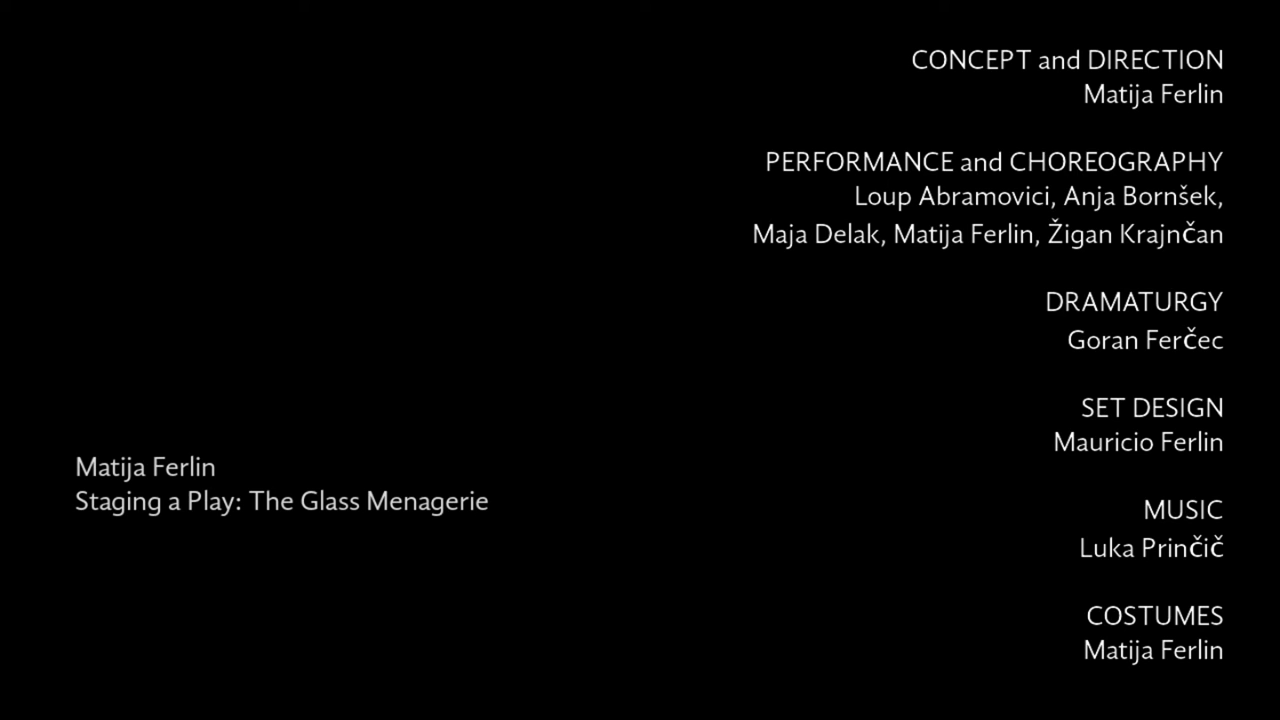 CONCEPT and DIRECTION
Matija Ferlin
PERFORMANCE and CHOREOGRAPHY
Loup Abramovici, Anja Bornšek,
Maja Delak, Matija Ferlin, Žigan Krajnčan
DRAMATURGY
Goran Ferčec
SET DESIGN
Mauricio Ferlin
MUSIC
Luka Prinčič
COSTUMES
Matija Ferlin
Matija Ferlin
Staging a Play: The Glass Menagerie